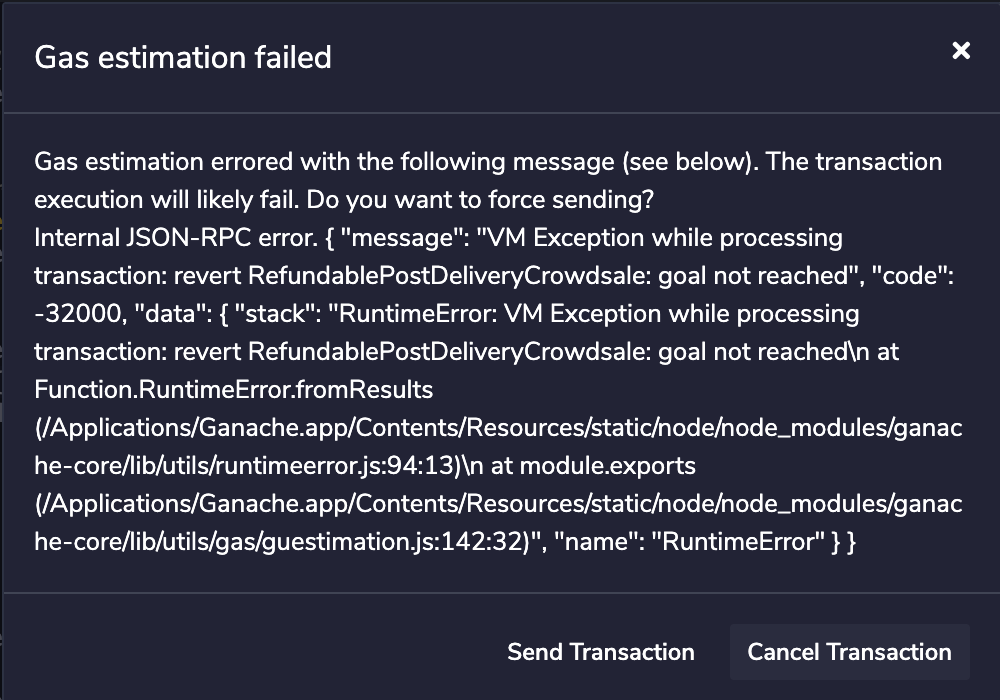 Gas estimation failed
Gas estimation errored with the following message (see below). The transaction
execution will likely fail. Do you want to force sending?
Internal JSON-RPC error. { "message": "VM Exception while processing
transaction: revert RefundablePostDeliveryCrowdsale: goal not reached", "code":
-32000, "data": { "stack": "RuntimeError: VM Exception while processing
transaction: revert RefundablePostDeliveryCrowdsale: goal not reached\n at
Function.RuntimeError.fromResults
(/Applications/Ganache.app/Contents/Resources/static/node/node_modules/ganac
he-core/lib/utils/runtimeerror.js:94:13)\n at module.exports
(/Applications/Ganache.app/Contents/Resources/static/node/node_modules/ganac
he-core/lib/utils/gas/guestimation.js:142:32)", "name": "RuntimeError" } }
Send Transaction Cancel Transaction